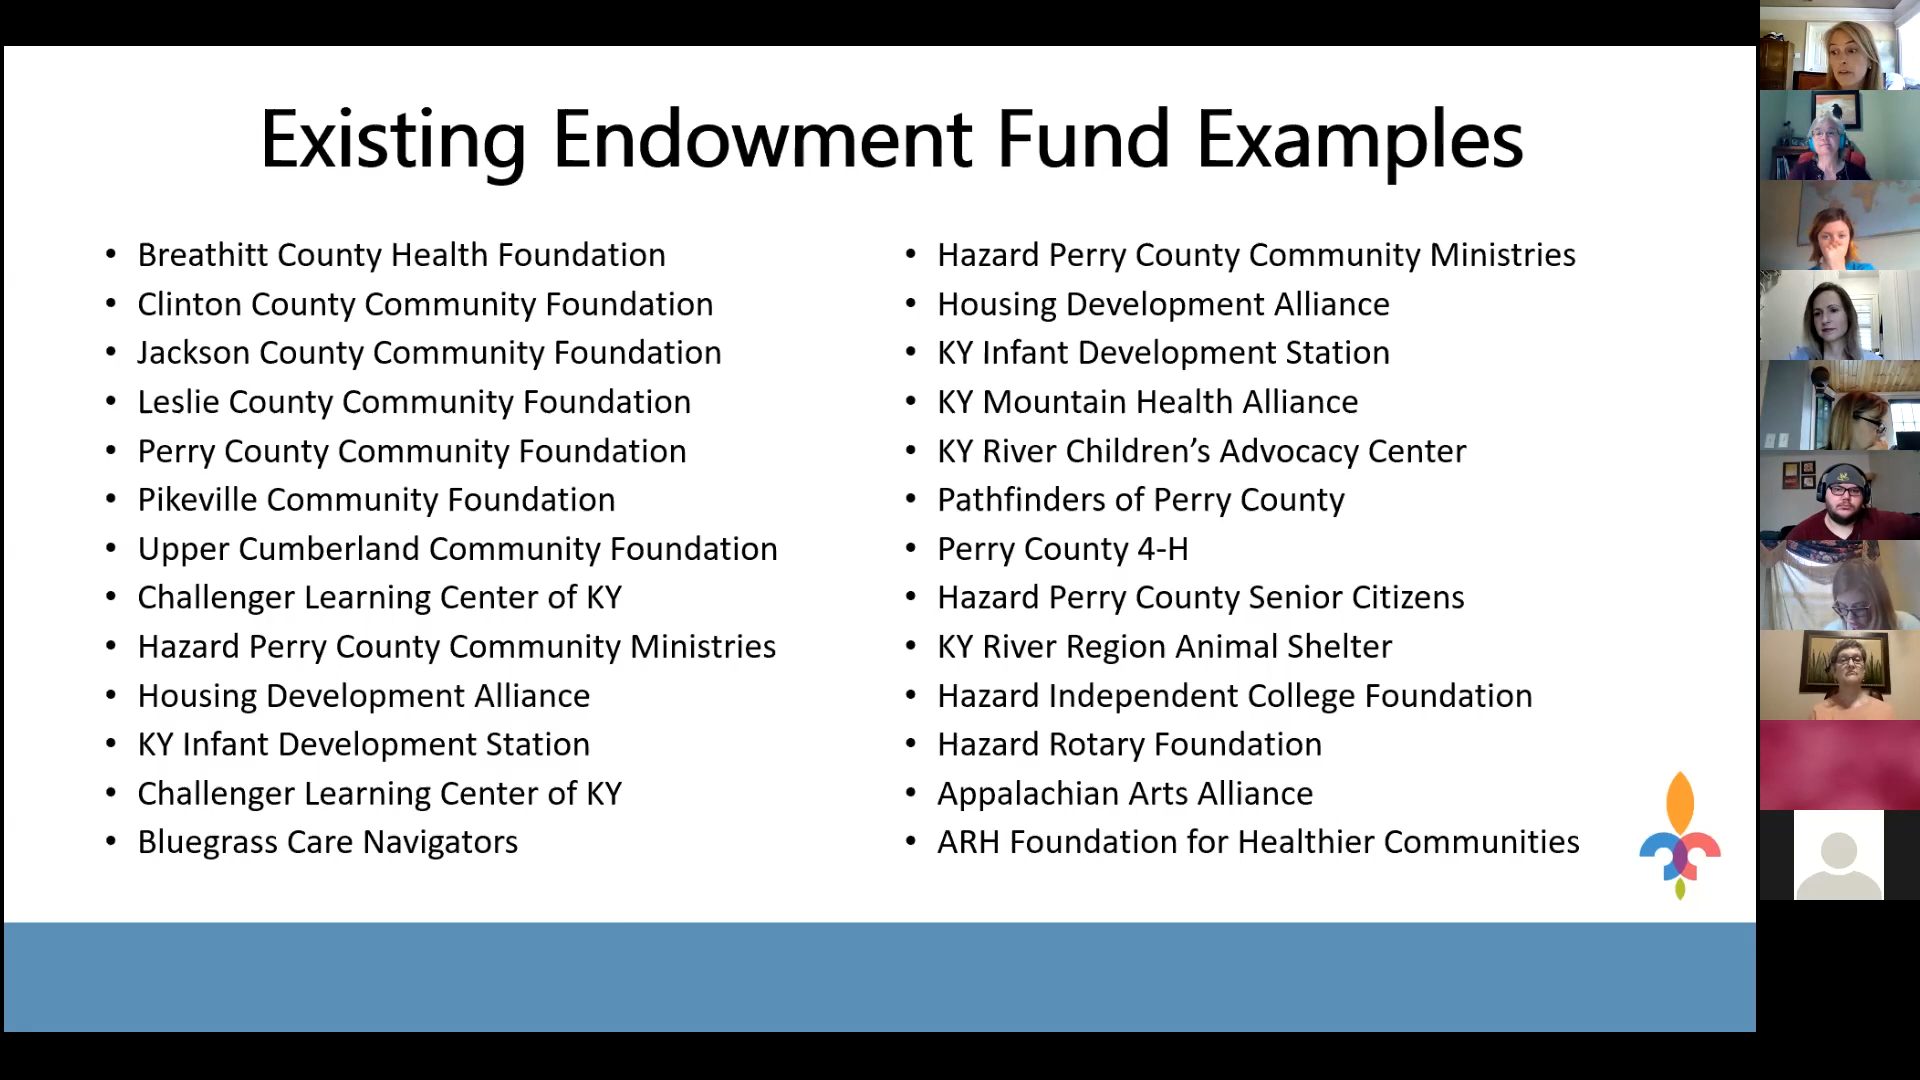 Existing Endowment Fund Examples
• Breathitt County Health Foundation
• Clinton County Community Foundation
• Jackson County Community Foundation
• Leslie County Community Foundation
• Perry County Community Foundation
• Pikeville Community Foundation
• Upper Cumberland Community Foundation
• Challenger Learning Center of KY
• Hazard Perry County Community Ministries
• Housing Development Alliance
• KY Infant Development Station
• Challenger Learning Center of KY
• Bluegrass Care Navigators
• Hazard Perry County Community Ministries
• Housing Development Alliance
• KY Infant Development Station
• KY Mountain Health Alliance
• KY River Children’s Advocacy Center
• Pathfinders of Perry County
• Perry County 4-H
• Hazard Perry County Senior Citizens
• KY River Region Animal Shelter
• Hazard Independent College Foundation
• Hazard Rotary Foundation
• Appalachian Arts Alliance
• ARH Foundation for Healthier Communities